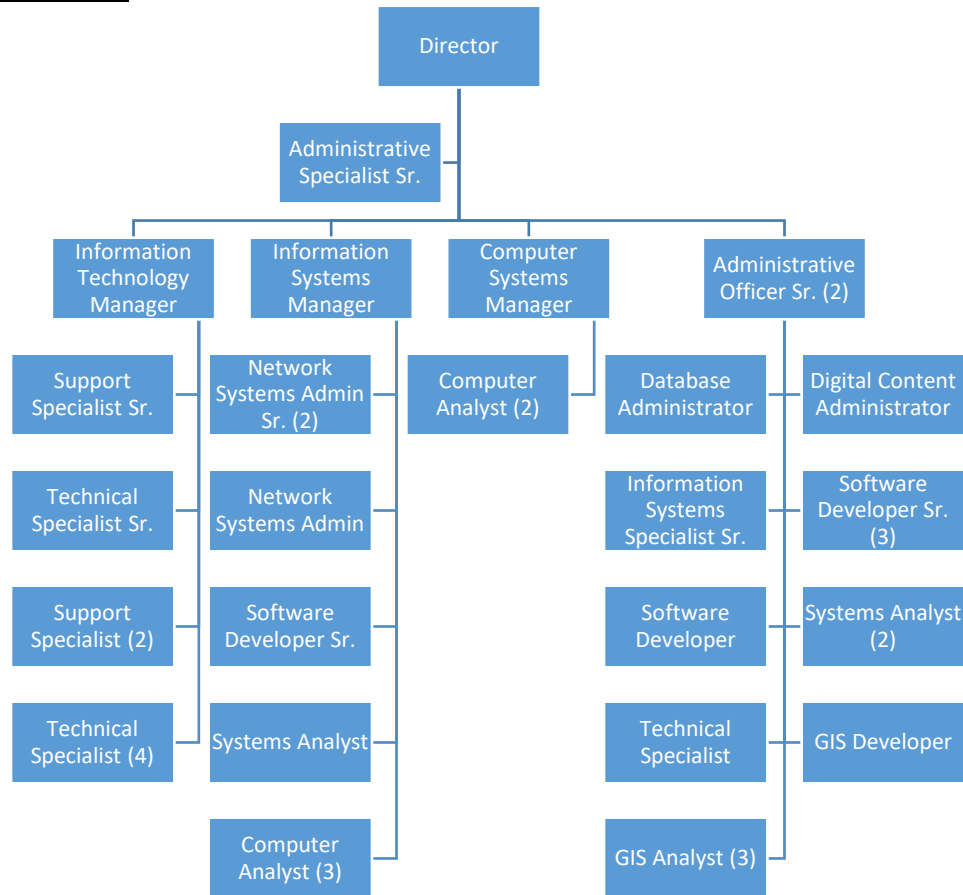 Director
Administrative
Specialist Sr.
Information
Technology
Manager
Information
Systems
Manager
Computer
Systems
Manager
Administrative
Officer Sr. (2)
Support
Specialist Sr.
Technical
Specialist Sr.
Support
Specialist (2)
Technical
Specialist (4)
Network
Systems Admin
Sr. (2)
Network
Systems Admin
Software
Developer Sr.
Systems Analyst
Computer
Analyst (3)
Computer
Analyst (2)
Database
Administrator
Digital Content
Administrator
Information
Systems
Specialist Sr.
Software
Developer Sr.
(3)
Software
Developer
Systems Analyst
(2)
Technical
Specialist
GIS Developer
GIS Analyst (3)